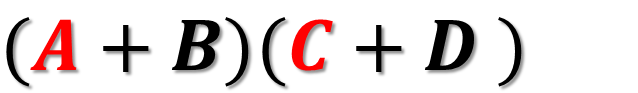 (A + B)(C + D )